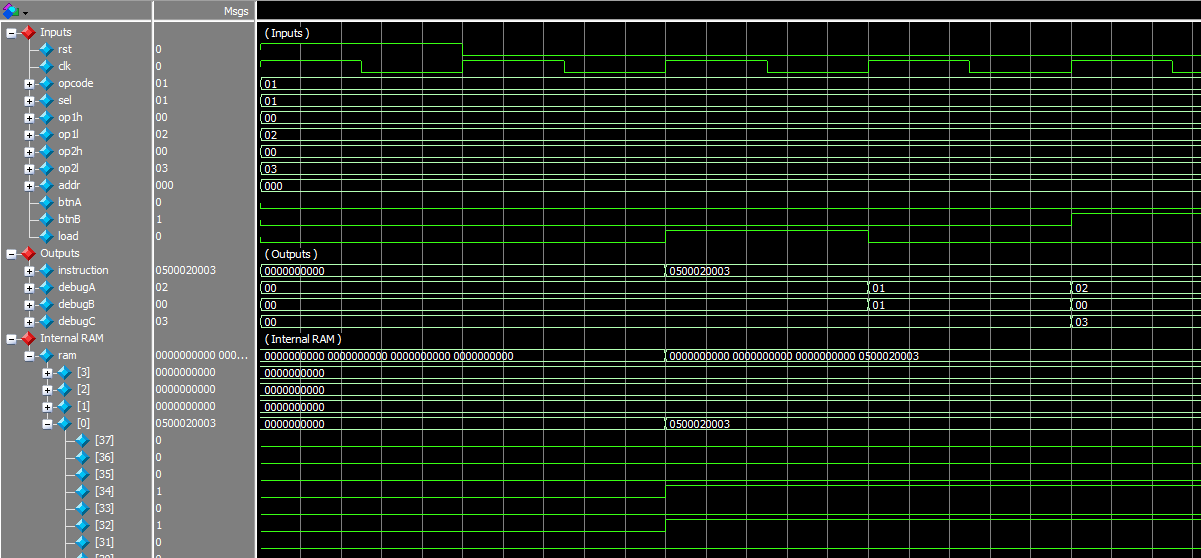 Msgs
Inputs ( Inputs )
rst 0
clk 0
opcode 01 01
sel 01 01
op1h 00 00
op1l 02 02
op2h 00 00
op2l 03 03
addr 000 000
btnA 0
btnB 1
load 0
Outputs ( Outputs )
instruction 0500020003 0000000000 0500020003
debugA 02 00 01 02
debugB 00 00 01 00
debugC 03 00 03
Internal RAM ( Internal RAM )
ram 0000000000 000... 0000000000 0000000000 0000000000 0000000000 0000000000 0000000000 0000000000 0500020003
[3] 0000000000 0000000000
[2] 0000000000 0000000000
[1] 0000000000 0000000000
[0] 0500020003 0000000000 0500020003
[37] 0
[36] 0
[35] 0
[34] 1
[33] 0
[32] 1
[31] 0